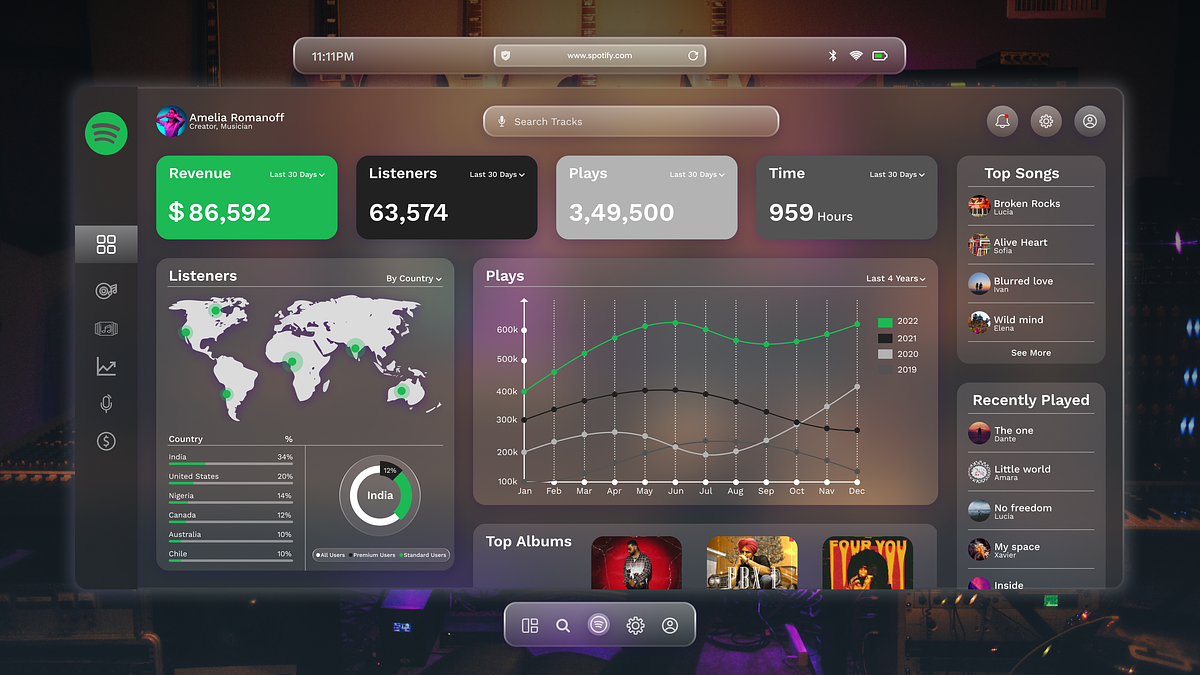 11:11PM
www.spotify.com
Amelia Romanoff
Creator, Musician
Search Tracks
Revenue
Last 30 Days
$ 86,592
Listeners
Last 30 Days
63,574
Plays
Last 30 Days
3,49,500
Time
Last 30 Days
959 Hours
Top Songs
Broken Rocks
Lucia
Alive Heart
Sofia
Blurred love
Ivan
Wild mind
Elena
See More
Listeners
By Country
Country %
India 34%
United States 20%
Nigeria 14%
Canada 12%
Australia 10%
Chile 10%
12%
India
All Users Premium Users Standard Users
Plays
Last 4 Years
600k
500k
400k
300k
200k
100k
Jan Feb Mar Apr May Jun Jul Aug Sep Oct Nav Dec
2022
2021
2020
2019
Recently Played
The one
Dante
Little world
Amara
No freedom
Lucia
My space
Xavier
Inside
Top Albums
FOUR YOU